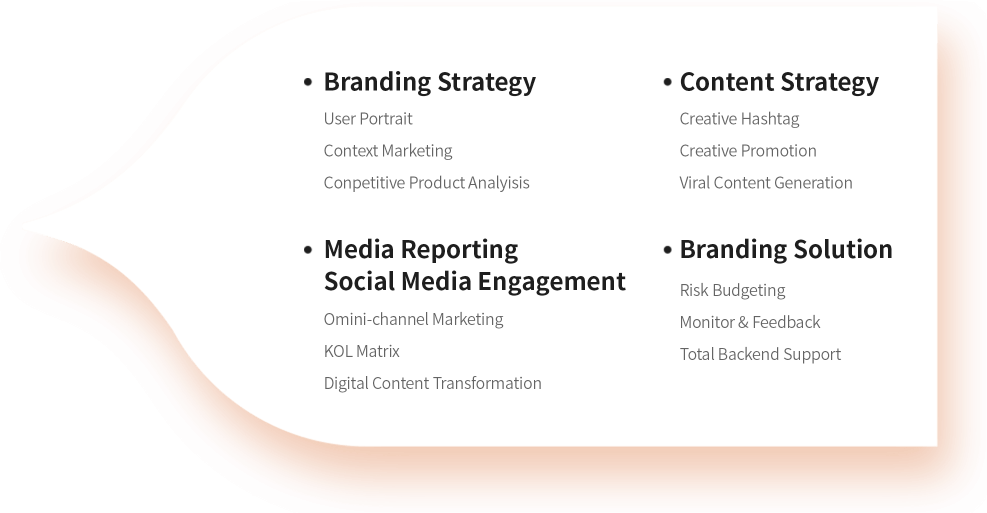 • Branding Strategy
User Portrait
Context Marketing
Conpetitive Product Analyisis
• Content Strategy
Creative Hashtag
Creative Promotion
Viral Content Generation
• Media Reporting
Social Media Engagement
Omini-channel Marketing
KOL Matrix
Digital Content Transformation
• Branding Solution
Risk Budgeting
Monitor & Feedback
Total Backend Support